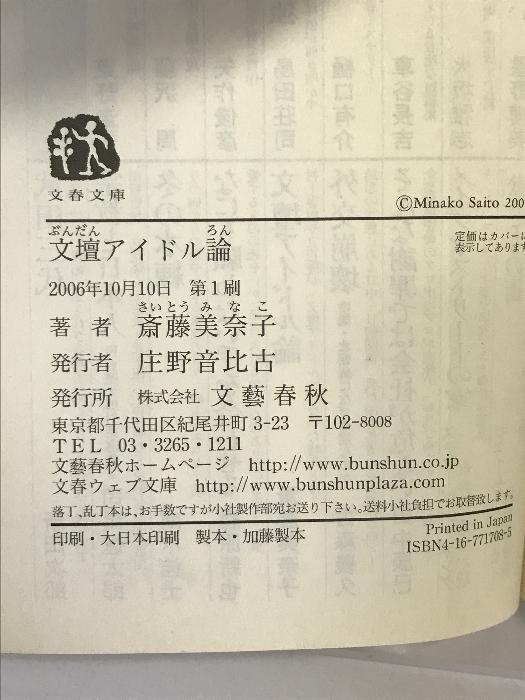 文春文庫
©Minako Saito 200
定価はカバーに
表示してあります
ぶんだん ろん
文壇アイドル論
2006年10月10日 第1刷
さいとう み な こ
著 者 斎藤美奈子
発行者 庄野音比古
発行所 株式会社 文藝春秋
東京都千代田区紀尾井町3-23 〒102-8008
TEL 03・3265・1211
文藝春秋ホームページ http://www.bunshun.co.jp
文春ウェブ文庫 http://www.bunshunplaza.com
落丁、乱丁本は、お手数ですが小社製作部宛お送り下さい。送料小社負担でお取替致します。
印刷・大日本印刷 製本・加藤製本
Printed in Japan
ISBN4-16-771708-5